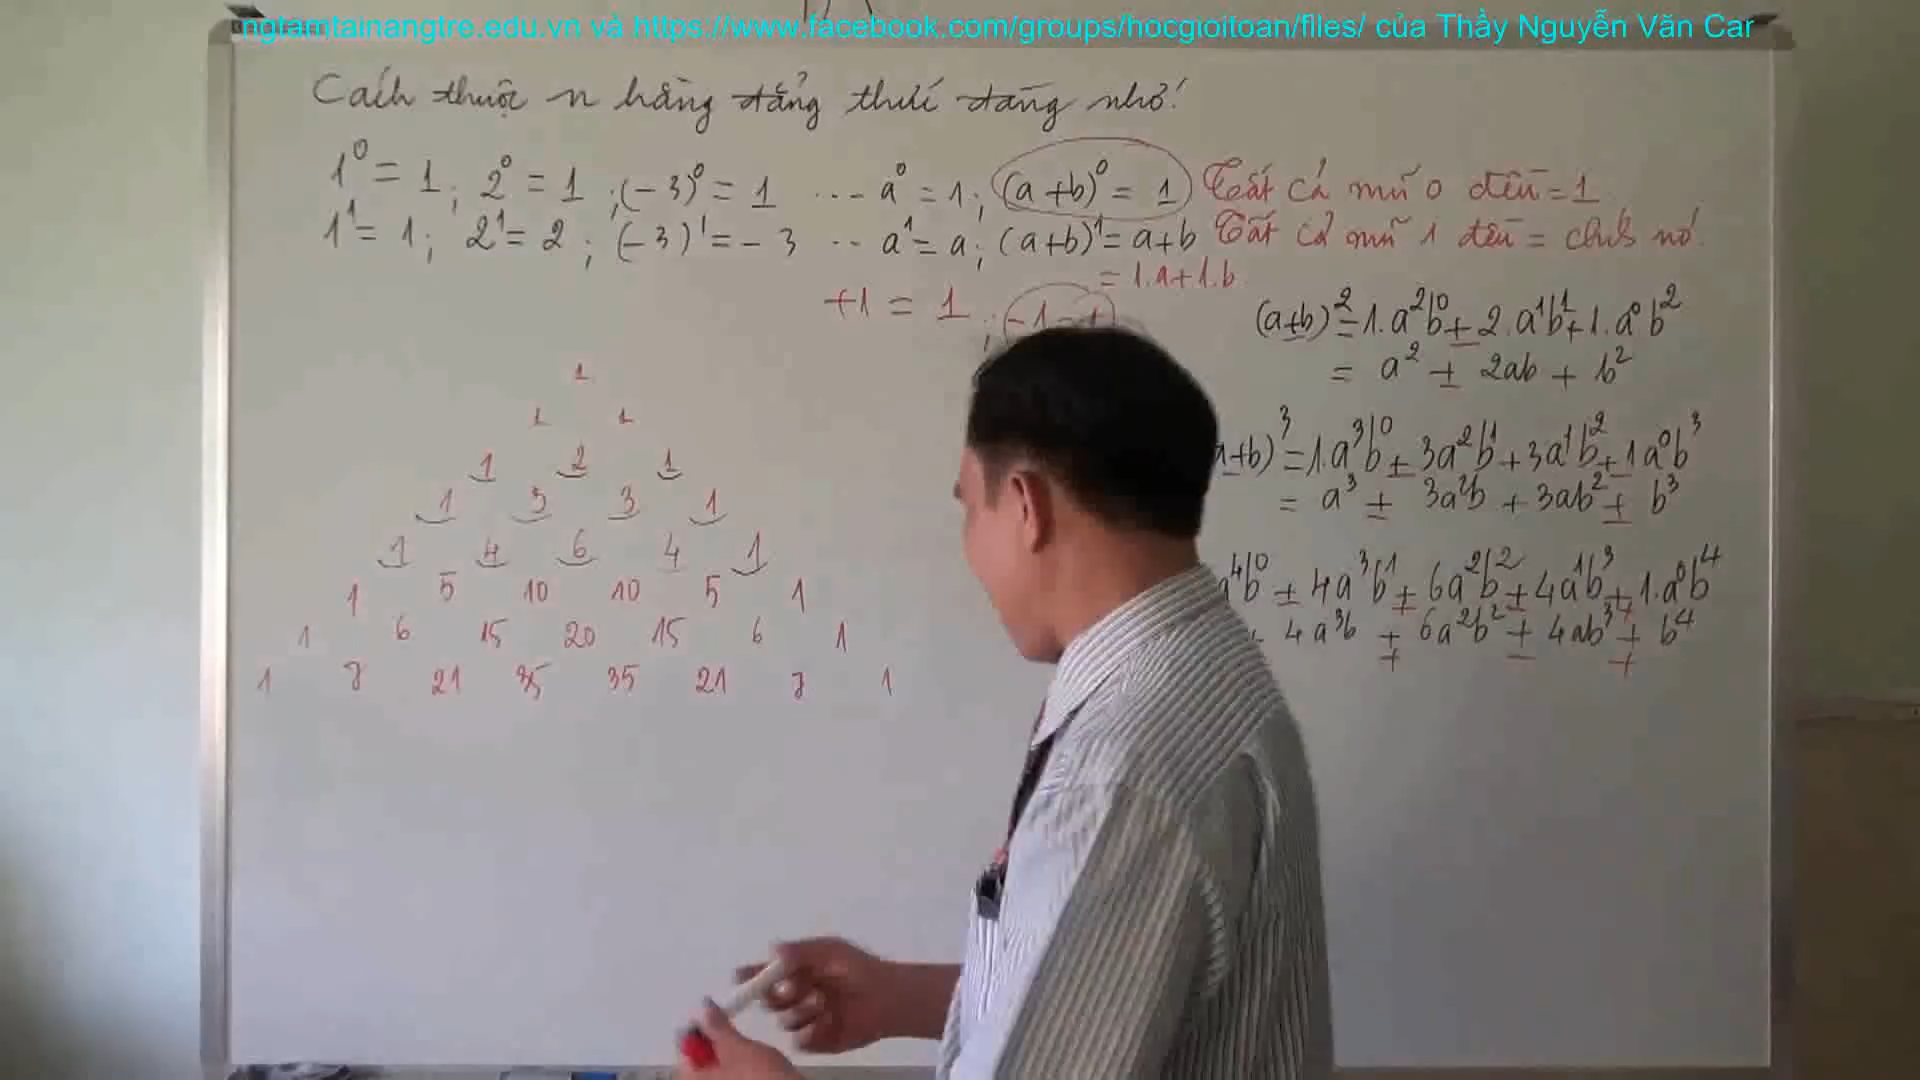 ngtamtainangtre.edu.vn và https://www.facebook.com/groups/hocgioitoan/files/ của Thầy Nguyễn Văn Car
Cách thuộc n hằng đẳng thức đáng nhớ!
1⁰ = 1; 2⁰ = 1; (-3)⁰ = 1 ... a⁰ = 1; (a+b)⁰ = 1 Tất cả mũ 0 đều = 1
1¹ = 1; 2¹ = 2; (-3)¹ = -3 ... a¹ = a; (a+b)¹ = a+b Tất cả mũ 1 đều = chính nó.
= 1.a+1.b
+1 = 1 ;
(a±b)² = 1.a²b⁰ ± 2.a¹b¹ + 1.a⁰b²
= a² ± 2ab + b²
±b)³ = 1.a³b⁰ ± 3a²b¹ + 3a¹b² ± 1a⁰b³
= a³ ± 3a²b + 3ab² ± b³
a⁴b⁰ ± 4a³b¹ + 6a²b² ± 4a¹b³ + 1.a⁰b⁴
4a³b + 6a²b² ± 4ab³ + b⁴
1
1 1
1 2 1
1 3 3 1
1 4 6 4 1
1 5 10 10 5 1
1 6 15 20 15 6 1
1 7 21 35 35 21 7 1